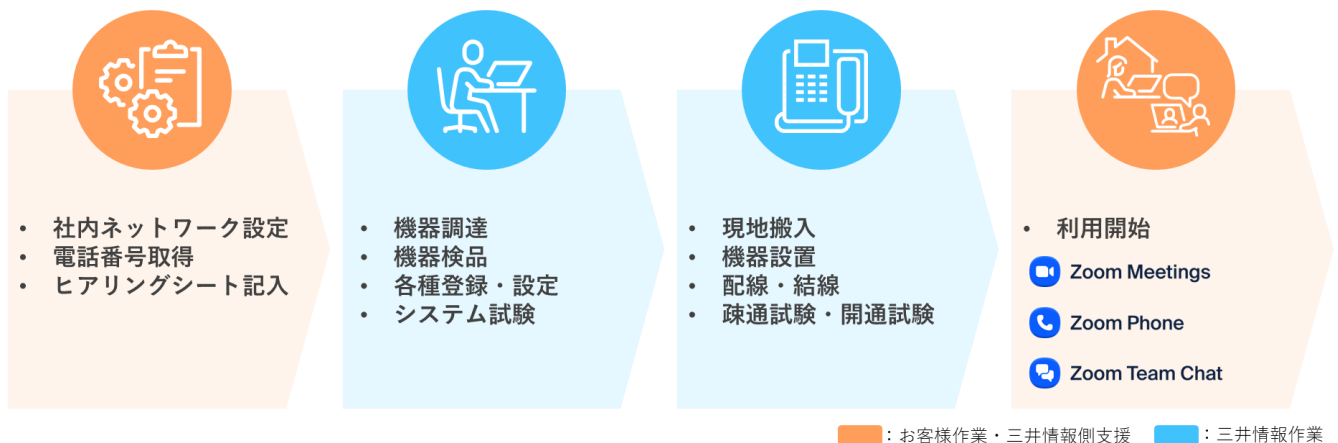 • 社内ネットワーク設定
• 電話番号取得
• ヒアリングシート記入
• 機器調達
• 機器検品
• 各種登録・設定
• システム試験
• 現地搬入
• 機器設置
• 配線・結線
• 疎通試験・開通試験
• 利用開始
Zoom Meetings
Zoom Phone
Zoom Team Chat
：お客様作業・三井情報側支援
：三井情報作業